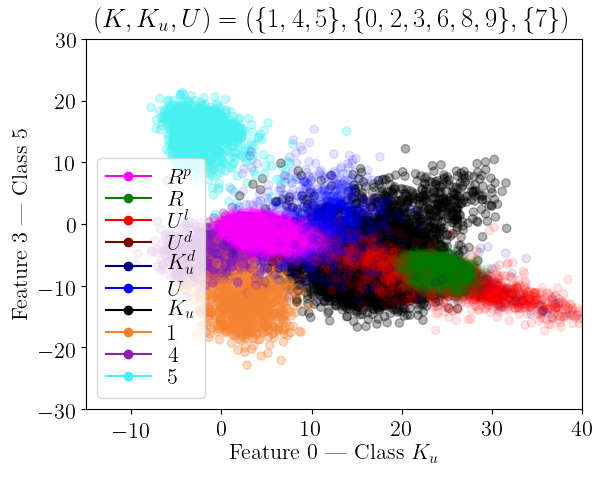 (K, K_u, U) = ({1, 4, 5}, {0, 2, 3, 6, 8, 9}, {7})
30
20
10
0
−10
−20
−30
Feature 3 — Class 5
R^p
R
U^l
U^d
K_u^d
U
K_u
1
4
5
−10
0
10
20
30
40
Feature 0 — Class K_u